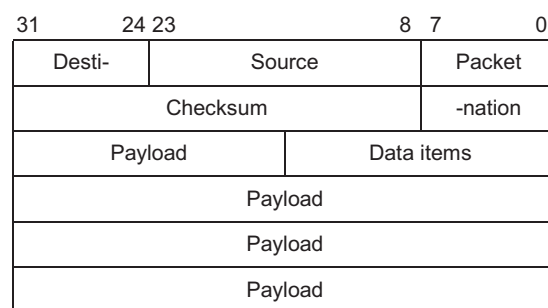 31 24 23 8 7 0
Desti- Source Packet
Checksum -nation
Payload Data items
Payload
Payload
Payload